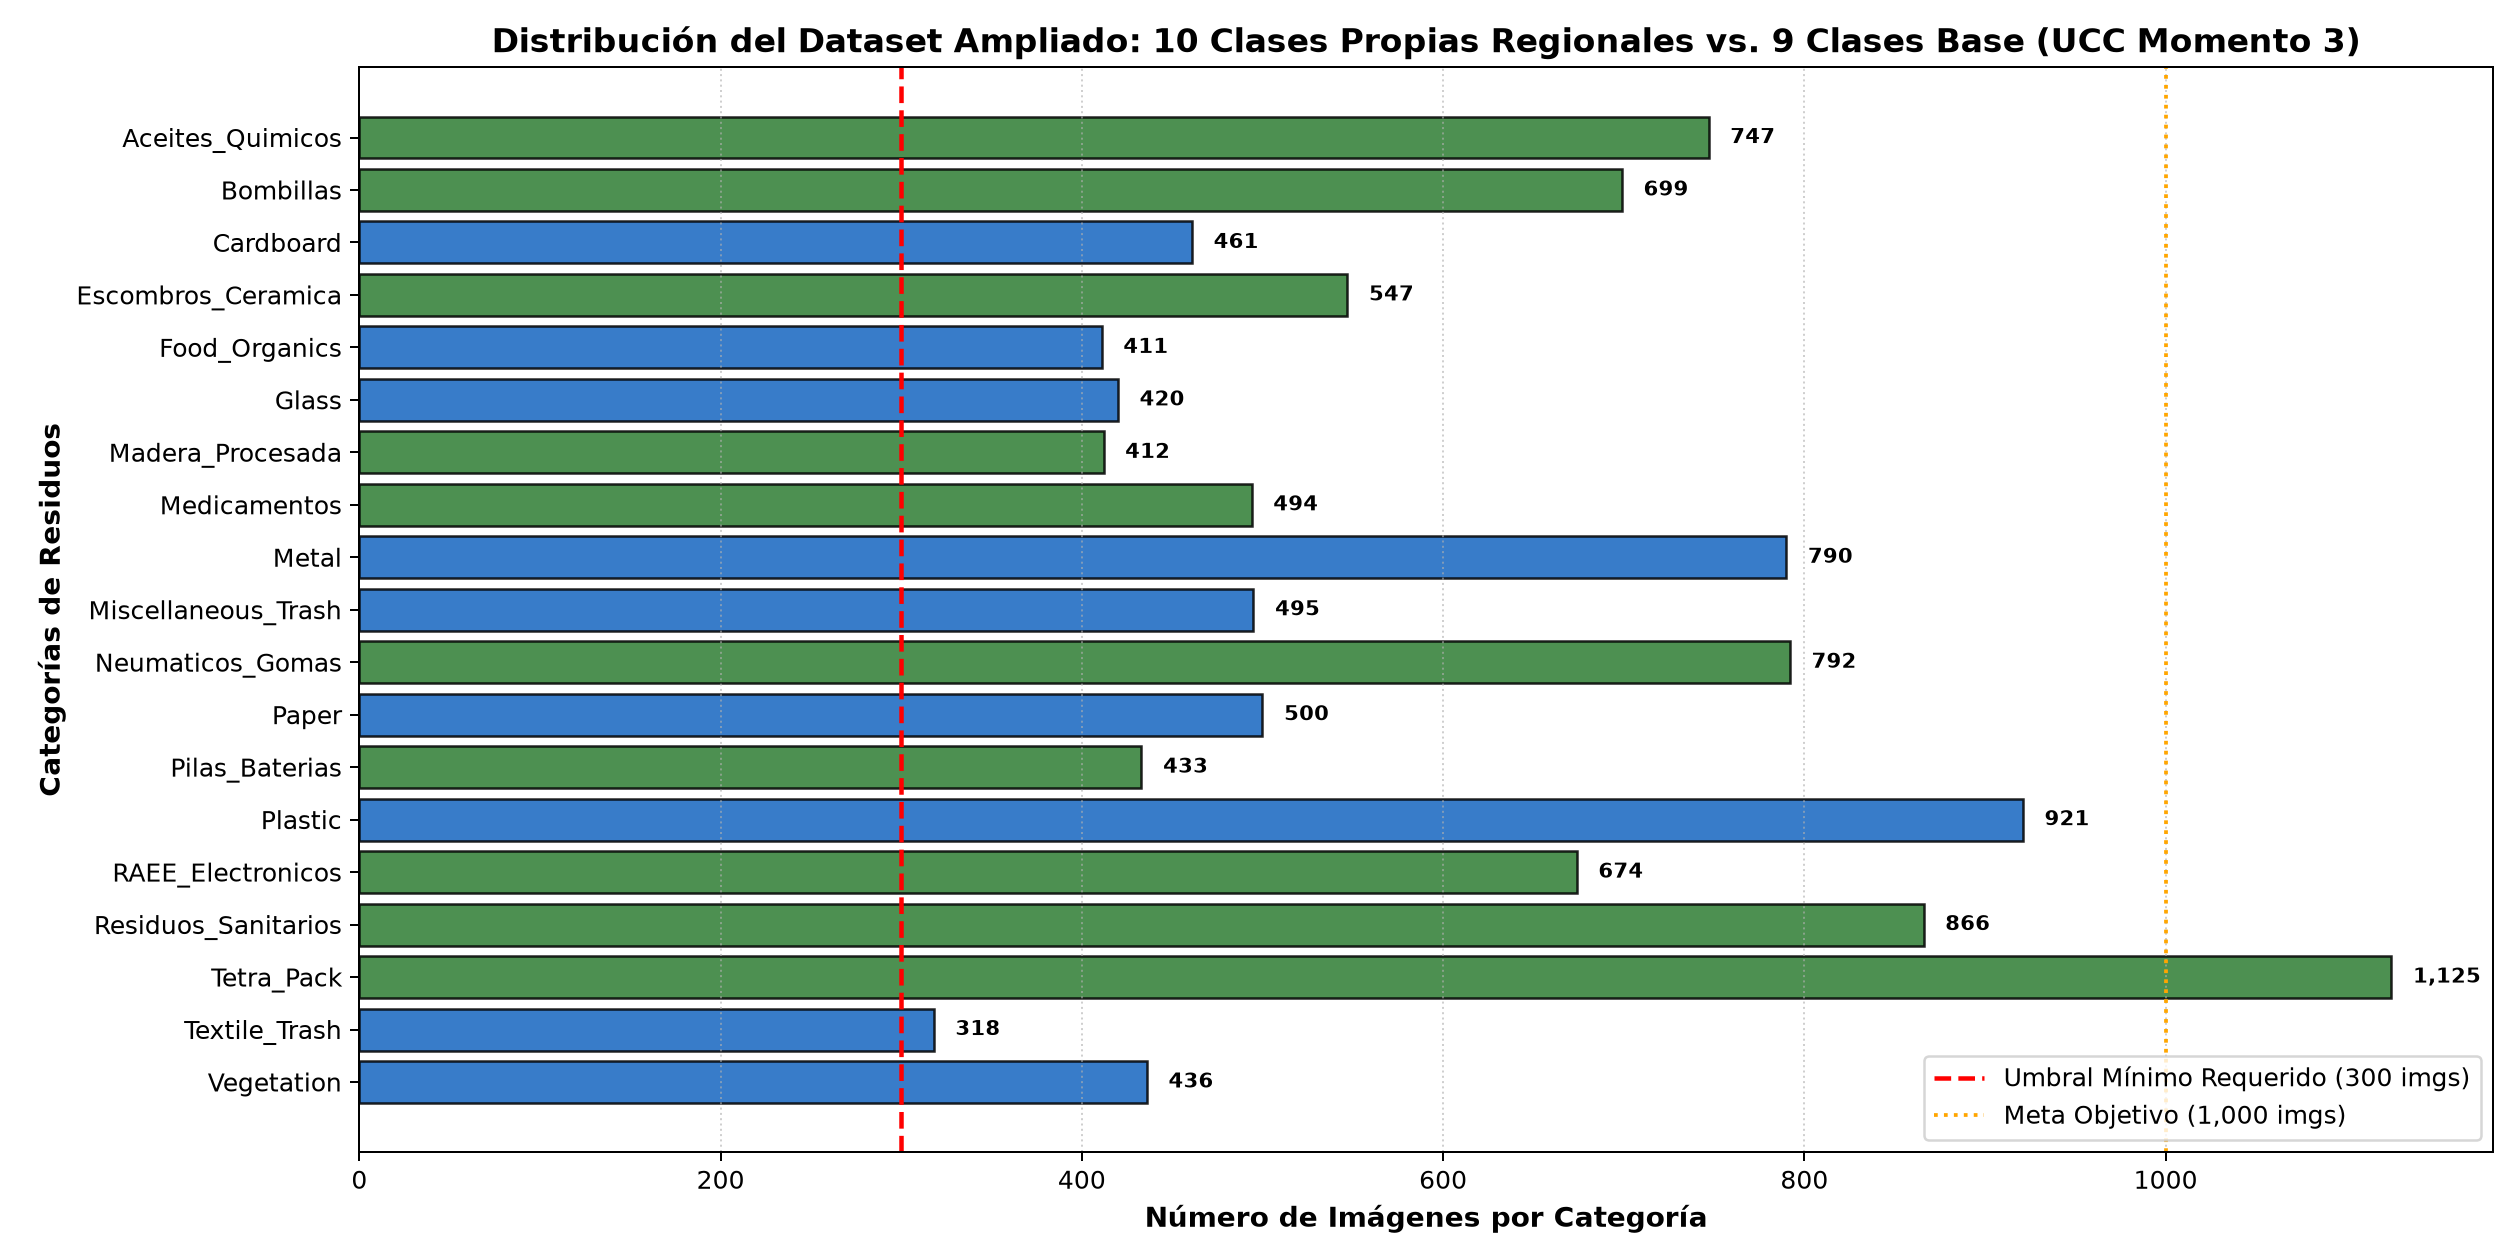 Distribución del Dataset Ampliado: 10 Clases Propias Regionales vs. 9 Clases Base (UCC Momento 3)
Categorías de Residuos
Aceites_Quimicos 747
Bombillas 699
Cardboard 461
Escombros_Ceramica 547
Food_Organics 411
Glass 420
Madera_Procesada 412
Medicamentos 494
Metal 790
Miscellaneous_Trash 495
Neumaticos_Gomas 792
Paper 500
Pilas_Baterias 433
Plastic 921
RAEE_Electronicos 674
Residuos_Sanitarios 866
Tetra_Pack 1,125
Textile_Trash 318
Vegetation 436
Umbral Mínimo Requerido (300 imgs)
Meta Objetivo (1,000 imgs)
0 200 400 600 800 1000
Número de Imágenes por Categoría